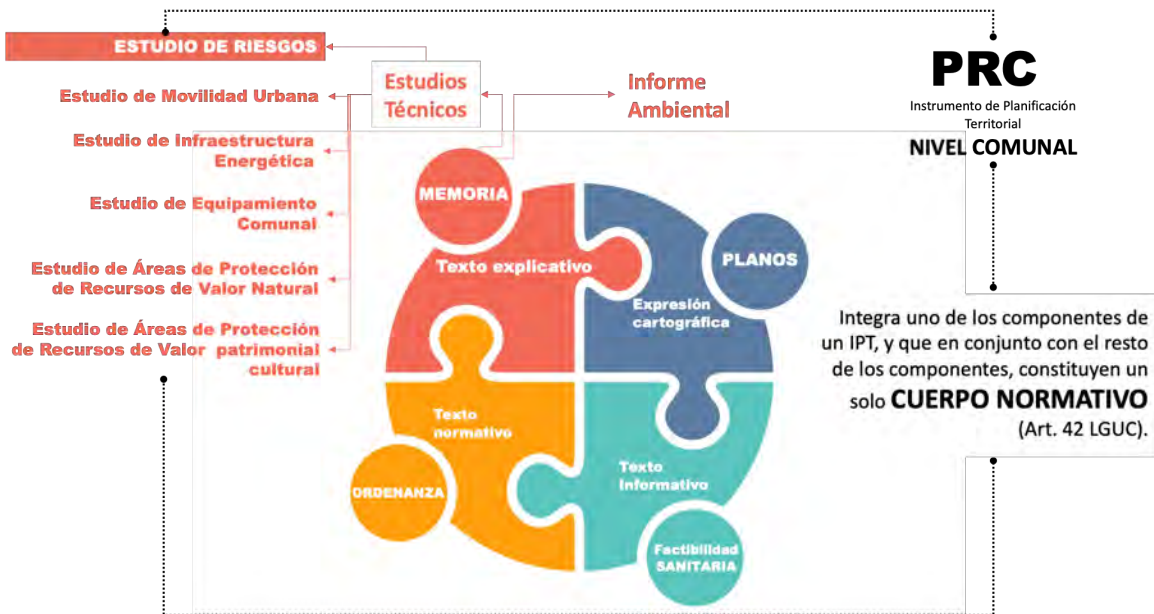 ESTUDIO DE RIESGOS
Estudio de Movilidad Urbana
Estudio de Infraestructura
Energética
Estudio de Equipamiento
Comunal
Estudio de Áreas de Protección
de Recursos de Valor Natural
Estudio de Áreas de Protección
de Recursos de Valor patrimonial
cultural
Estudios
Técnicos
Informe
Ambiental
PRC
Instrumento de Planificación
Territorial
NIVEL COMUNAL
MEMORIA
Texto explicativo
PLANOS
Expresión
cartográfica
Texto
normativo
ORDENANZA
Texto
Informativo
Factibilidad
SANITARIA
Integra uno de los componentes de
un IPT, y que en conjunto con el resto
de los componentes, constituyen un
solo CUERPO NORMATIVO
(Art. 42 LGUC).